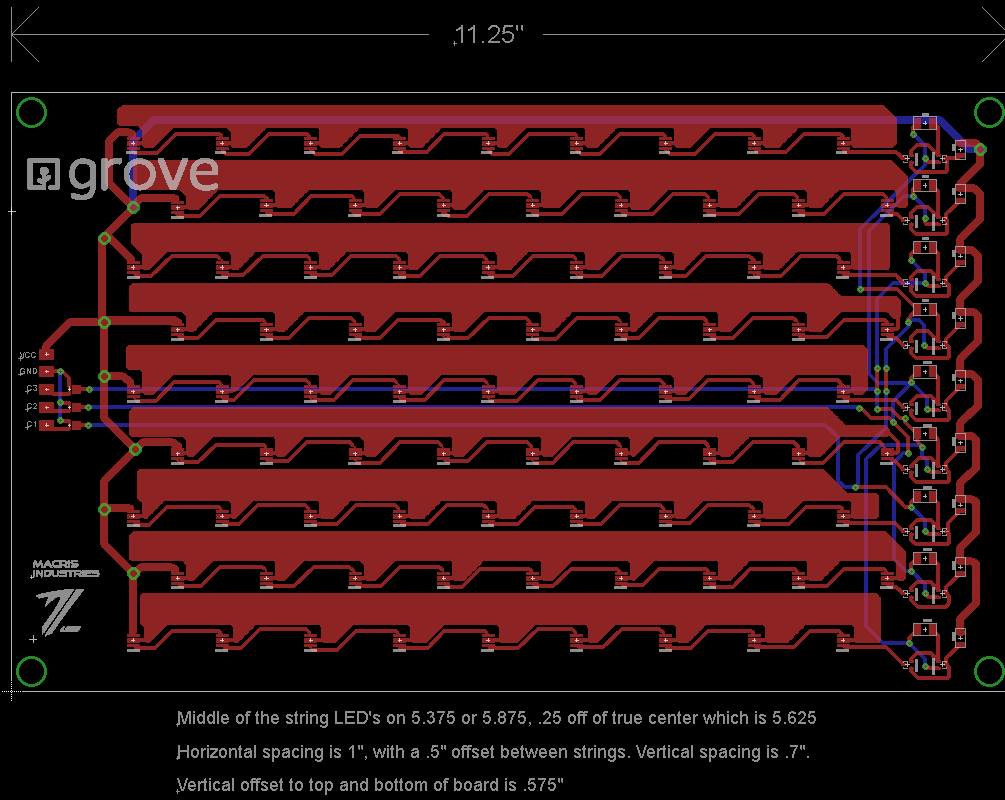 11.25"
grove
VCC
GND
C3
C2
C1
MACRIS
INDUSTRIES
Middle of the string LED's on 5.375 or 5.875, .25 off of true center which is 5.625
Horizontal spacing is 1", with a .5" offset between strings. Vertical spacing is .7".
Vertical offset to top and bottom of board is .575"